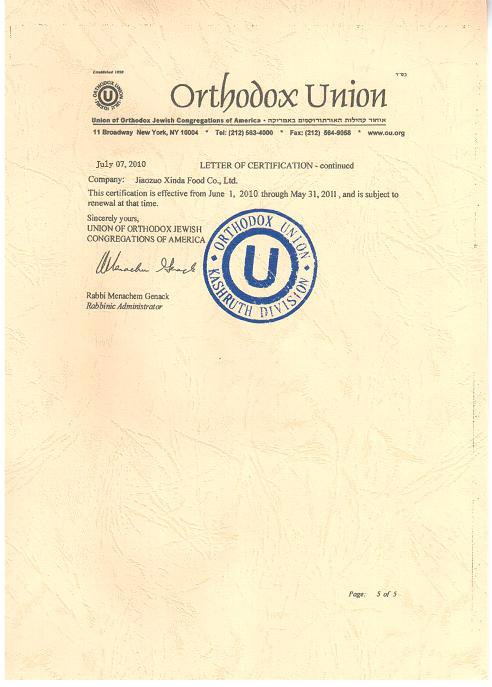 Established 1898
בס"ד
Orthodox Union
Union of Orthodox Jewish Congregations of America • איחוד קהילות האורתודוקסים באמריקה
11 Broadway New York, NY 10004 * Tel: (212) 563-4000 * Fax: (212) 564-9058 * www.ou.org
July 07, 2010 LETTER OF CERTIFICATION - continued
Company: Jiaozuo Xinda Food Co., Ltd.
This certification is effective from June 1, 2010 through May 31, 2011, and is subject to
renewal at that time.
Sincerely yours,
UNION OF ORTHODOX JEWISH
CONGREGATIONS OF AMERICA
ORTHODOX UNION
U
KASHRUTH DIVISION
Menachem Genack
Rabbi Menachem Genack
Rabbinic Administrator
Page: 5 of 5